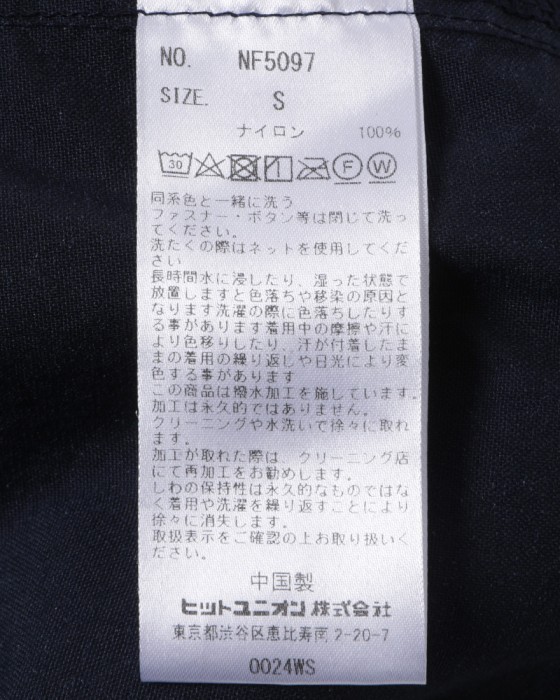 NO. NF5097
SIZE. S
ナイロン 100%
30 F W
同系色と一緒に洗う
ファスナー・ボタン等は閉じて洗っ
てください。
洗たくの際はネットを使用してくだ
さい
長時間水に浸したり、湿った状態で
放置しますと色落ちや移染の原因と
なります洗濯の際に色落ちしたりす
る事があります着用中の摩擦や汗に
より色移りしたり、汗が付着したま
まの着用の繰り返しや日光により変
色する事があります
この商品は撥水加工を施しています。
加工は永久的ではありません。
クリーニングや水洗いで徐々に取れ
ます。
加工が取れた際は、クリーニング店
にて再加工をお勧めします。
しわの保持性は永久的なものではな
く着用や洗濯を繰り返すことにより
徐々に消失します。
取扱表示をご確認の上お取り扱いく
ださい。
中国製
ヒットユニオン株式会社
東京都渋谷区恵比寿南2-20-7
0024WS